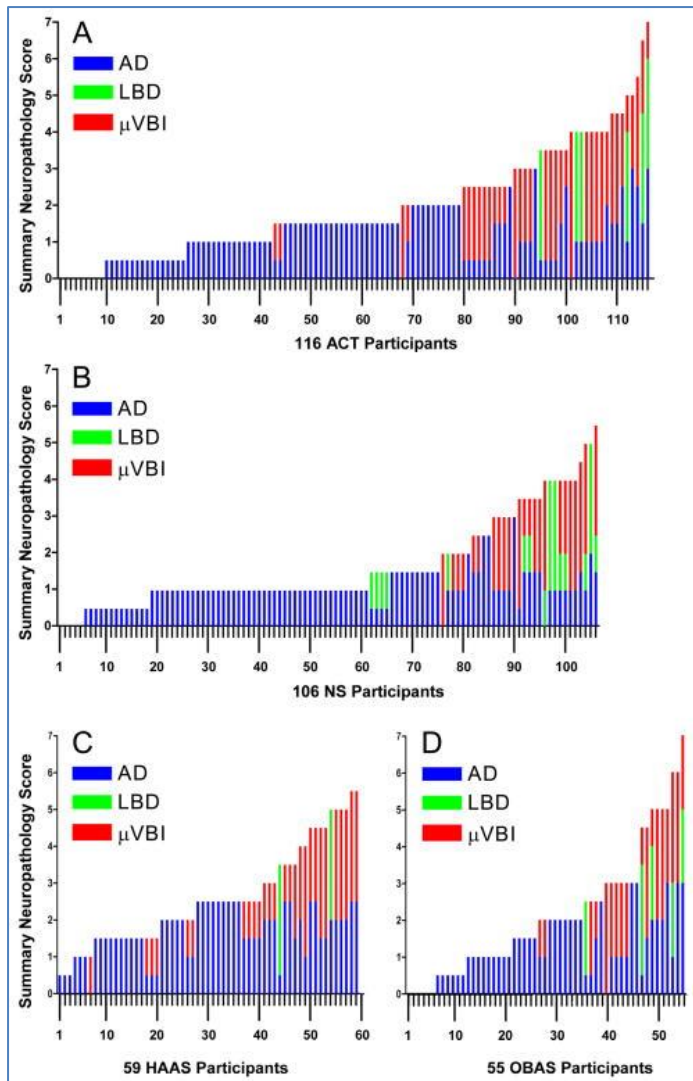 A
Summary Neuropathology Score
7
6
5
4
3
2
1
0
AD
LBD
μVBI
1 10 20 30 40 50 60 70 80 90 100 110
116 ACT Participants
B
Summary Neuropathology Score
7
6
5
4
3
2
1
0
AD
LBD
μVBI
1 10 20 30 40 50 60 70 80 90 100
106 NS Participants
C
Summary Neuropathology Score
7
6
5
4
3
2
1
0
AD
LBD
μVBI
1 10 20 30 40 50 60
59 HAAS Participants
D
7
6
5
4
3
2
1
0
AD
LBD
μVBI
1 10 20 30 40 50
55 OBAS Participants